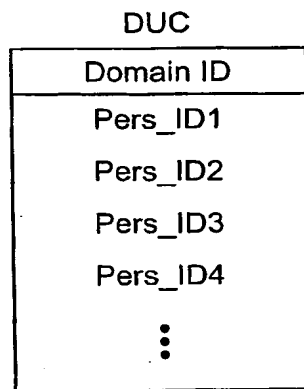 DUC
Domain ID
Pers_ID1
Pers_ID2
Pers_ID3
Pers_ID4